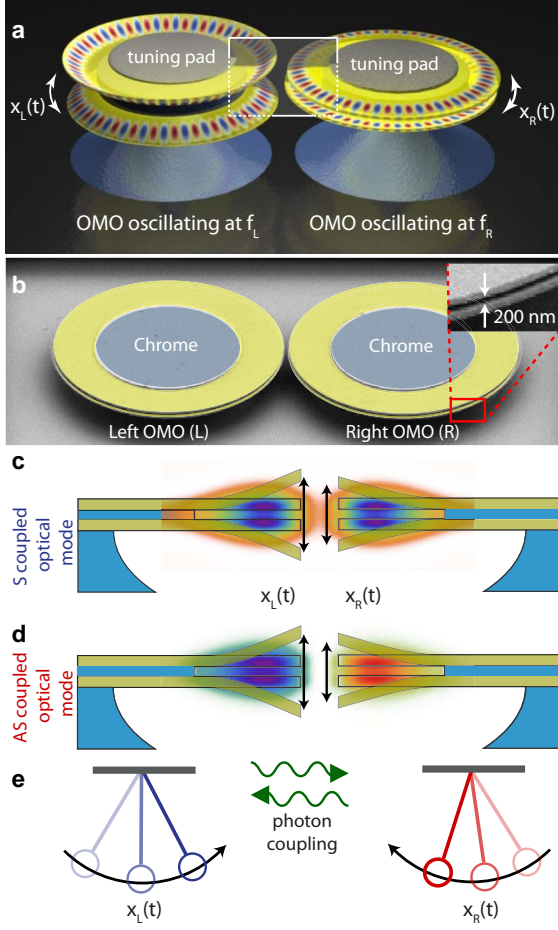 a
tuning pad
tuning pad
x_L(t)
x_R(t)
OMO oscillating at f_L
OMO oscillating at f_R
b
200 nm
Chrome
Chrome
Left OMO (L)
Right OMO (R)
c
S coupled
optical
mode
x_L(t)
x_R(t)
d
AS coupled
optical
mode
e
photon
coupling
x_L(t)
x_R(t)